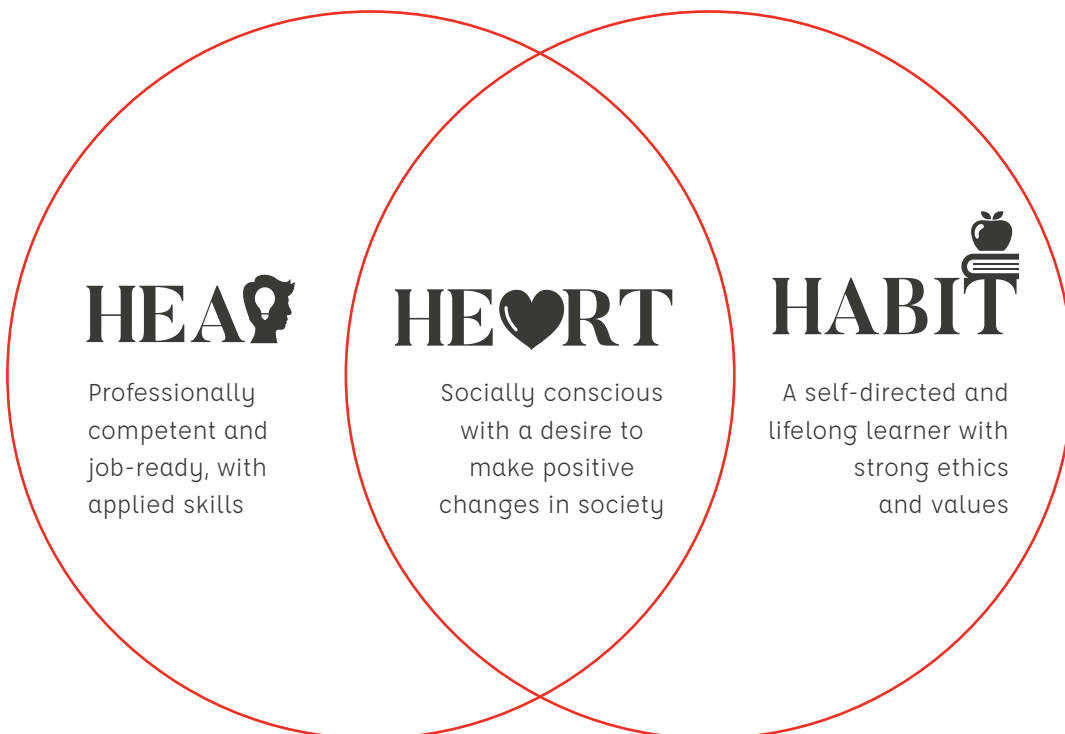 HEAD
Professionally
competent and
job-ready, with
applied skills
HEART
Socially conscious
with a desire to
make positive
changes in society
HABIT
A self-directed and
lifelong learner with
strong ethics
and values